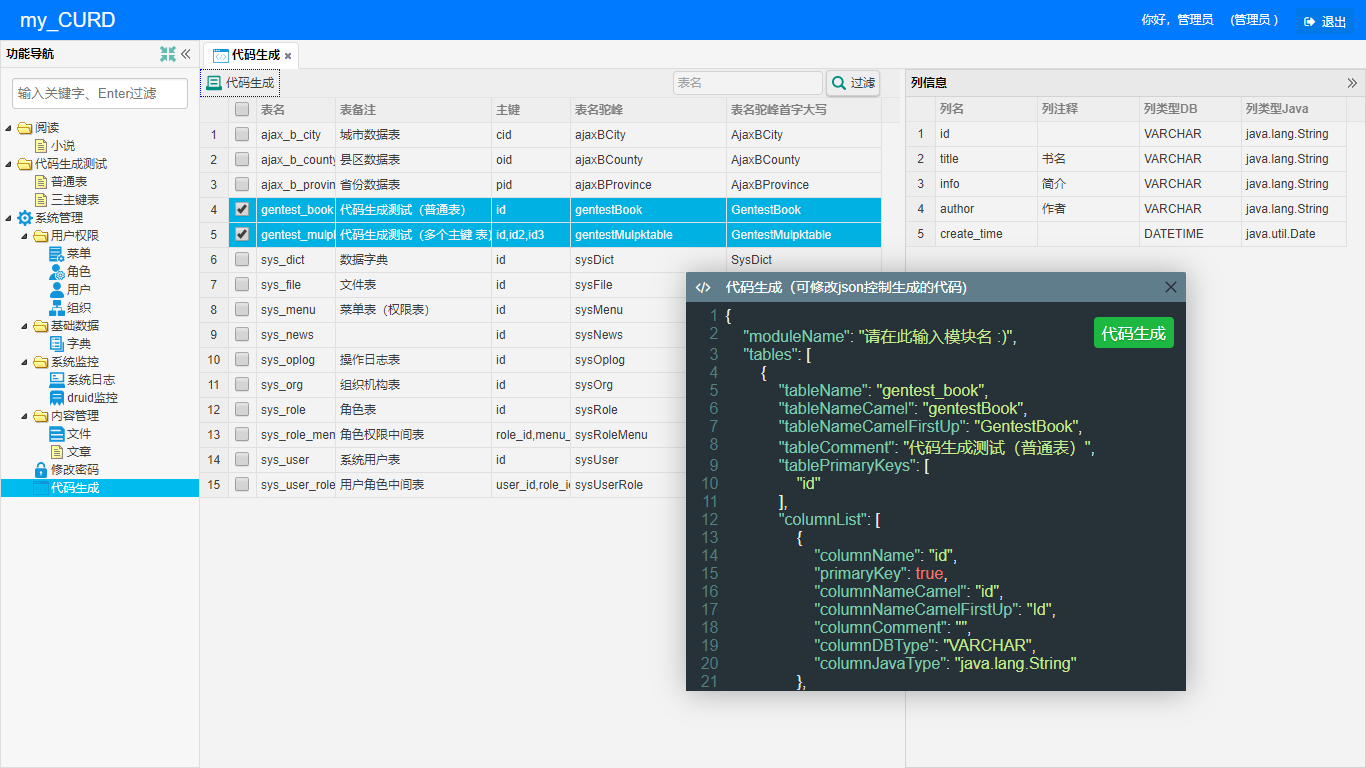 my_CURD
你好，管理员 （管理员 ） 退出
功能导航
代码生成
输入关键字、Enter过滤
阅读
小说
代码生成测试
普通表
三主键表
系统管理
用户权限
菜单
角色
用户
组织
基础数据
字典
系统监控
系统日志
druid监控
内容管理
文件
文章
修改密码
代码生成
代码生成 表名 过滤
表名 表备注 主键 表名驼峰 表名驼峰首字大写
1 ajax_b_city 城市数据表 cid ajaxBCity AjaxBCity
2 ajax_b_county 县区数据表 oid ajaxBCounty AjaxBCounty
3 ajax_b_provin 省份数据表 pid ajaxBProvince AjaxBProvince
4 gentest_book 代码生成测试（普通表） id gentestBook GentestBook
5 gentest_mulpl 代码生成测试（多个主键 表） id,id2,id3 gentestMulpktable GentestMulpktable
6 sys_dict 数据字典 id sysDict SysDict
7 sys_file 文件表 id sysFile
8 sys_menu 菜单表（权限表） id sysMenu
9 sys_news id sysNews
10 sys_oplog 操作日志表 id sysOplog
11 sys_org 组织机构表 id sysOrg
12 sys_role 角色表 id sysRole
13 sys_role_men 角色权限中间表 role_id,menu_ sysRoleMenu
14 sys_user 系统用户表 id sysUser
15 sys_user_role 用户角色中间表 user_id,role_i sysUserRole
列信息
列名 列注释 列类型DB 列类型Java
1 id VARCHAR java.lang.String
2 title 书名 VARCHAR java.lang.String
3 info 简介 VARCHAR java.lang.String
4 author 作者 VARCHAR java.lang.String
5 create_time DATETIME java.util.Date
</> 代码生成（可修改json控制生成的代码）
代码生成
1 {
2 "moduleName": "请在此输入模块名 :)",
3 "tables": [
4 {
5 "tableName": "gentest_book",
6 "tableNameCamel": "gentestBook",
7 "tableNameCamelFirstUp": "GentestBook",
8 "tableComment": "代码生成测试（普通表）",
9 "tablePrimaryKeys": [
10 "id"
11 ],
12 "columnList": [
13 {
14 "columnName": "id",
15 "primaryKey": true,
16 "columnNameCamel": "id",
17 "columnNameCamelFirstUp": "Id",
18 "columnComment": "",
19 "columnDBType": "VARCHAR",
20 "columnJavaType": "java.lang.String"
21 },